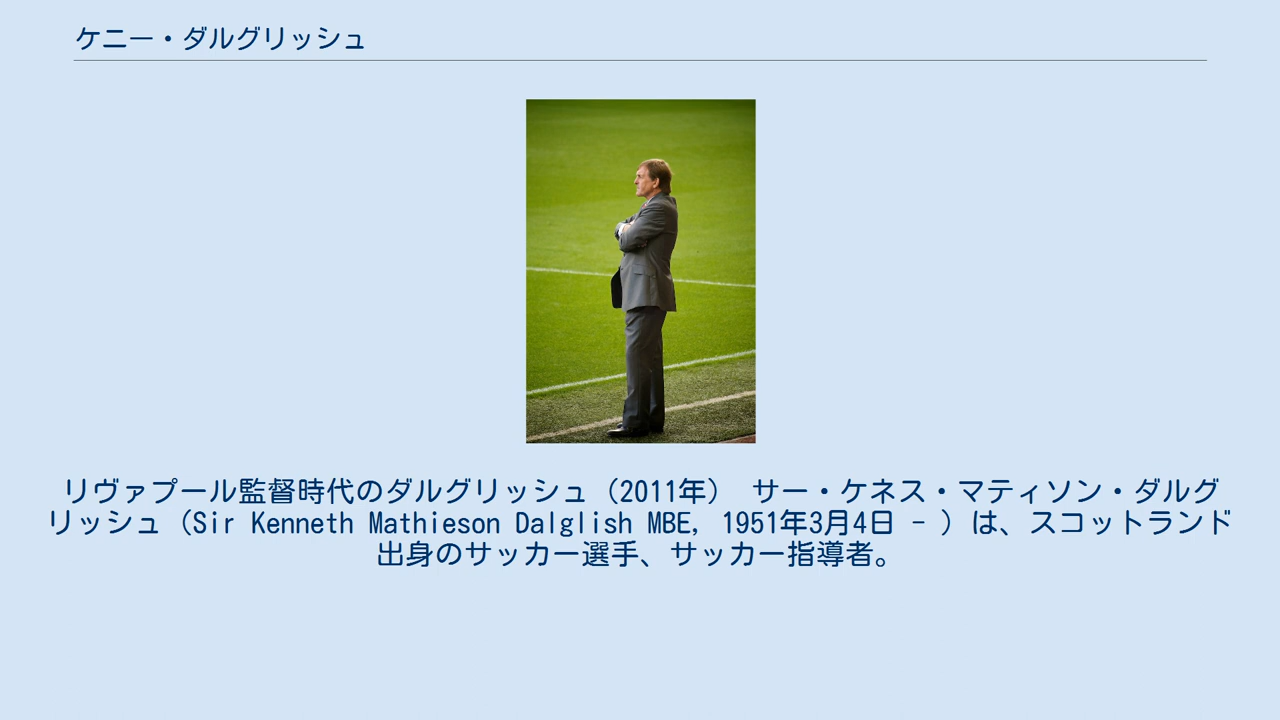 ケニー・ダルグリッシュ
リヴァプール監督時代のダルグリッシュ（2011年） サー・ケネス・マティソン・ダルグ
リッシュ（Sir Kenneth Mathieson Dalglish MBE, 1951年3月4日 - ）は、スコットランド
出身のサッカー選手、サッカー指導者。